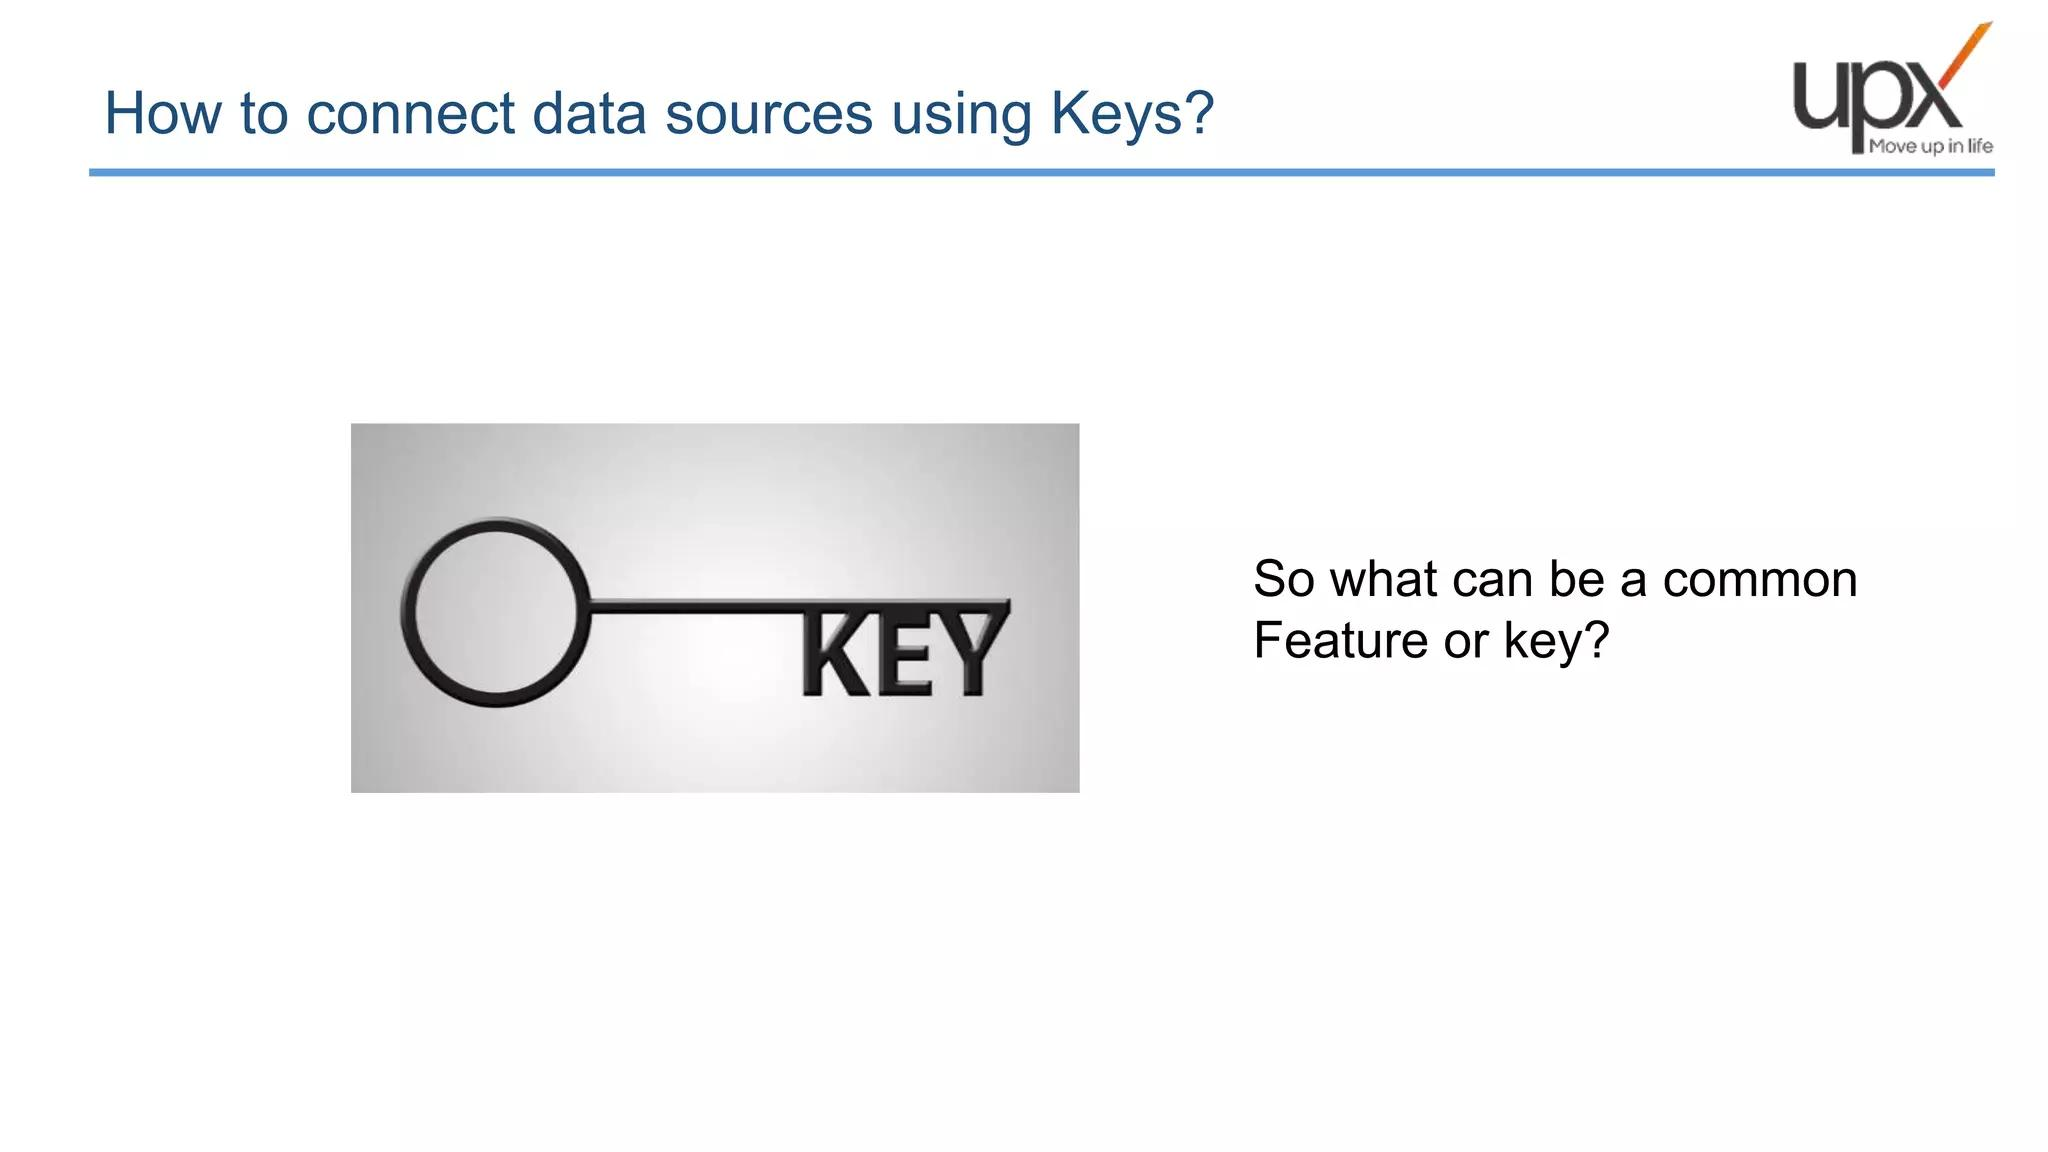 How to connect data sources using Keys?
upx
Move up in life
KEY
So what can be a common
Feature or key?